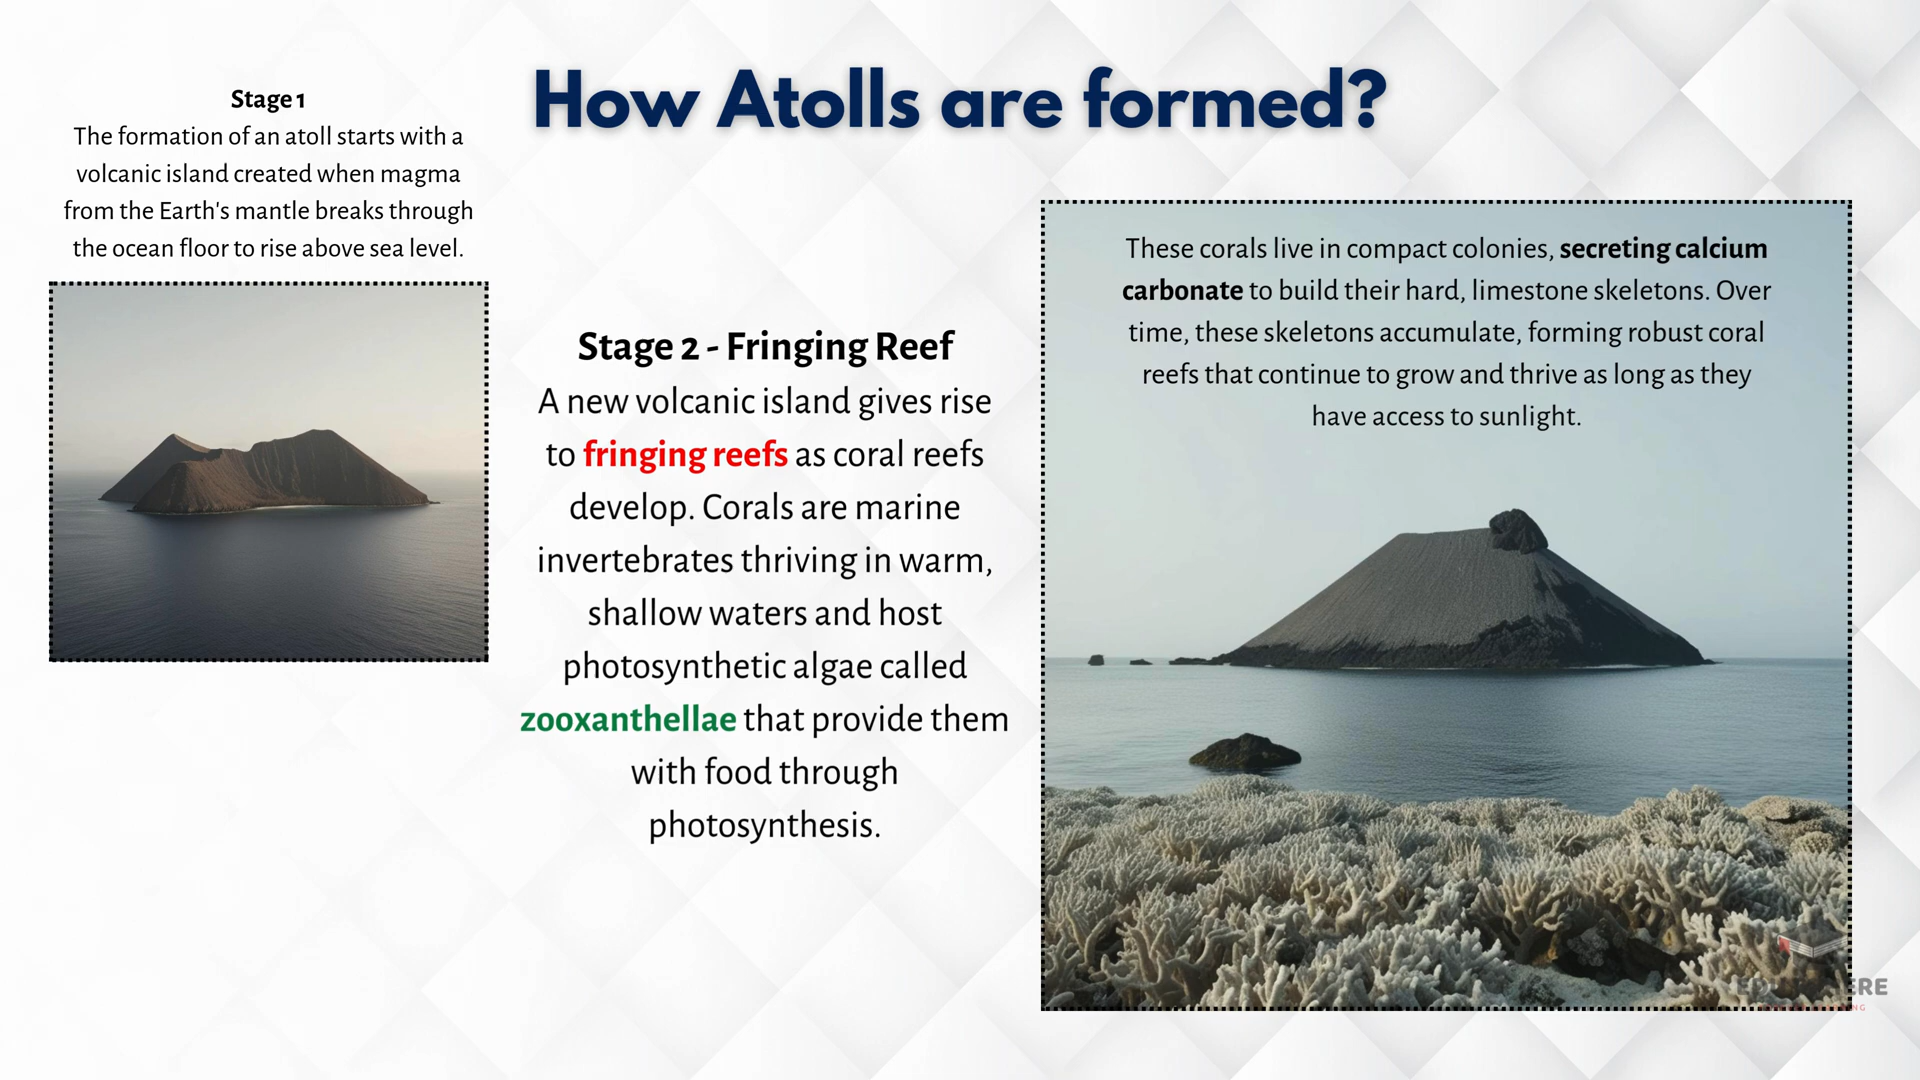 How Atolls are formed?
Stage 1
The formation of an atoll starts with a
volcanic island created when magma
from the Earth's mantle breaks through
the ocean floor to rise above sea level.
Stage 2 - Fringing Reef
A new volcanic island gives rise
to fringing reefs as coral reefs
develop. Corals are marine
invertebrates thriving in warm,
shallow waters and host
photosynthetic algae called
zooxanthellae that provide them
with food through
photosynthesis.
These corals live in compact colonies, secreting calcium
carbonate to build their hard, limestone skeletons. Over
time, these skeletons accumulate, forming robust coral
reefs that continue to grow and thrive as long as they
have access to sunlight.